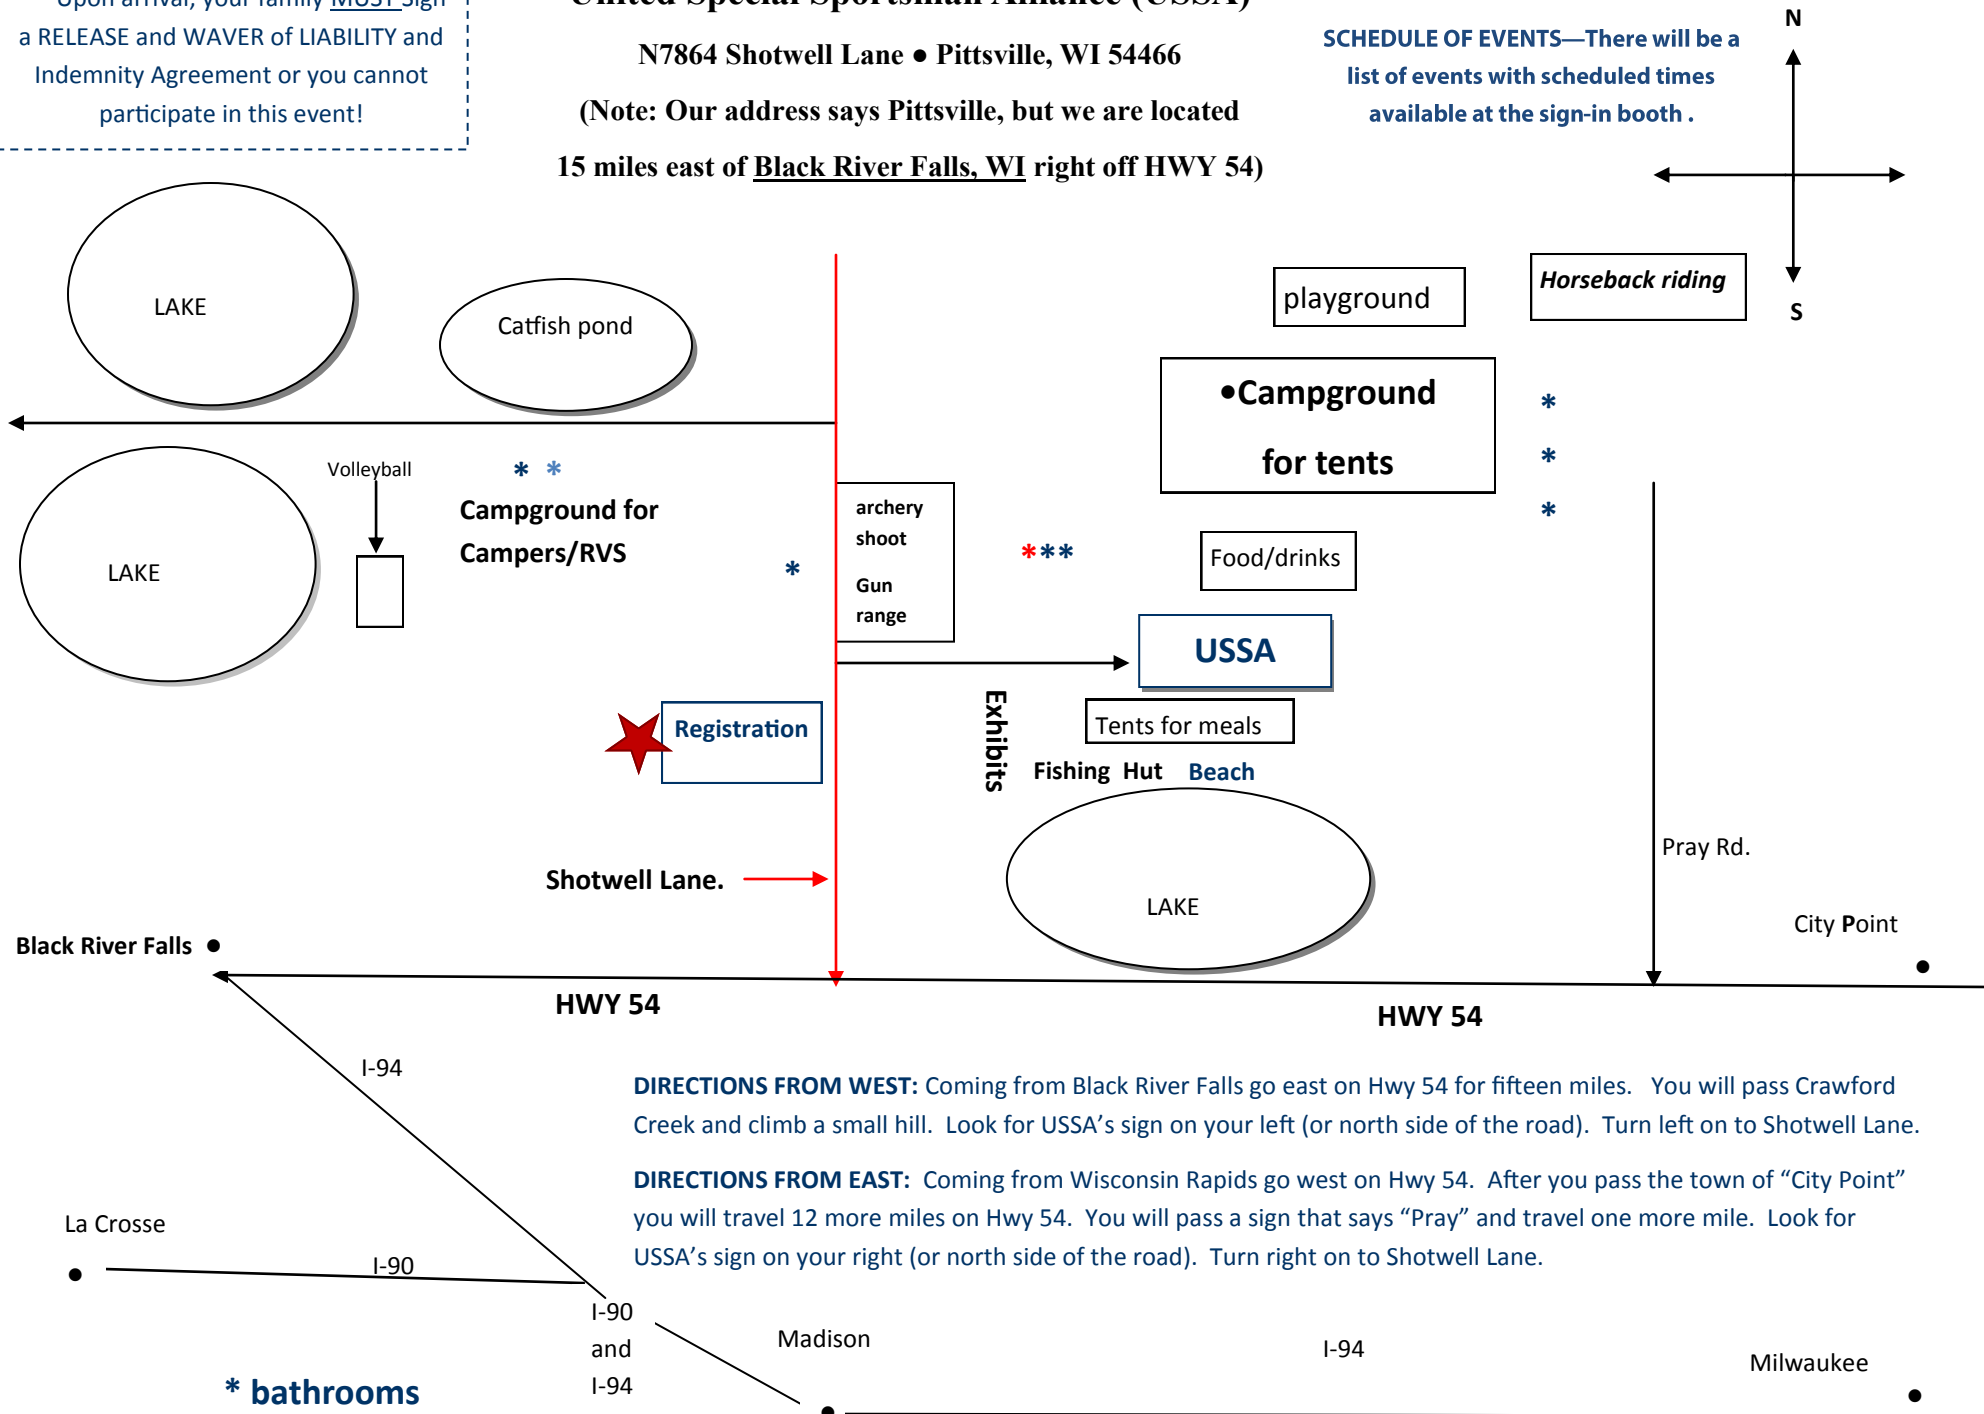 Upon arrival, your family MUST Sign
a RELEASE and WAVER of LIABILITY and
Indemnity Agreement or you cannot
participate in this event!
United Special Sportsman Alliance (USSA)
N7864 Shotwell Lane ● Pittsville, WI 54466
(Note: Our address says Pittsville, but we are located
15 miles east of Black River Falls, WI right off HWY 54)
SCHEDULE OF EVENTS—There will be a
list of events with scheduled times
available at the sign-in booth .
N
S
LAKE
Catfish pond
playground
Horseback riding
•Campground
for tents
*
*
*
LAKE
Volleyball
* *
Campground for
Campers/RVS
*
archery
shoot
Gun
range
***
Food/drinks
USSA
Registration
Exhibits
Tents for meals
Fishing Hut Beach
LAKE
Shotwell Lane.
Pray Rd.
City Point
Black River Falls
HWY 54
HWY 54
I-94
DIRECTIONS FROM WEST: Coming from Black River Falls go east on Hwy 54 for fifteen miles. You will pass Crawford
Creek and climb a small hill. Look for USSA’s sign on your left (or north side of the road). Turn left on to Shotwell Lane.
DIRECTIONS FROM EAST: Coming from Wisconsin Rapids go west on Hwy 54. After you pass the town of “City Point”
you will travel 12 more miles on Hwy 54. You will pass a sign that says “Pray” and travel one more mile. Look for
USSA’s sign on your right (or north side of the road). Turn right on to Shotwell Lane.
La Crosse
I-90
I-90
and
I-94
Madison
I-94
Milwaukee
* bathrooms